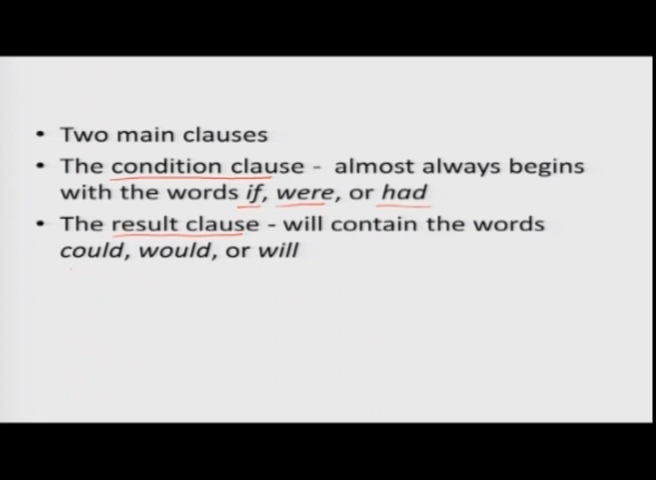 • Two main clauses
• The condition clause - almost always begins
with the words if, were, or had
• The result clause - will contain the words
could, would, or will